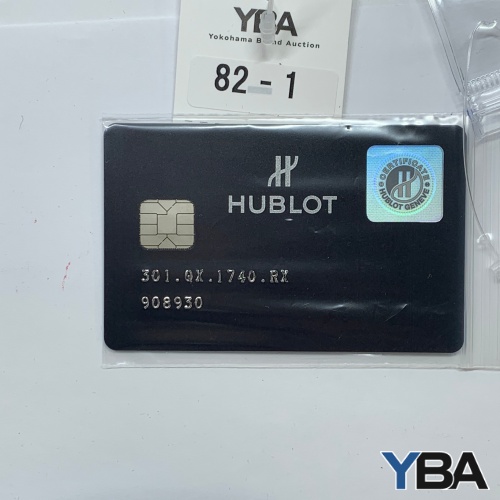 YBA
Yokohama Brand Auction
82-1
HUBLOT
CERTIFICATE
HUBLOT GENEVE
301.QX.1740.RX
908930
YBA